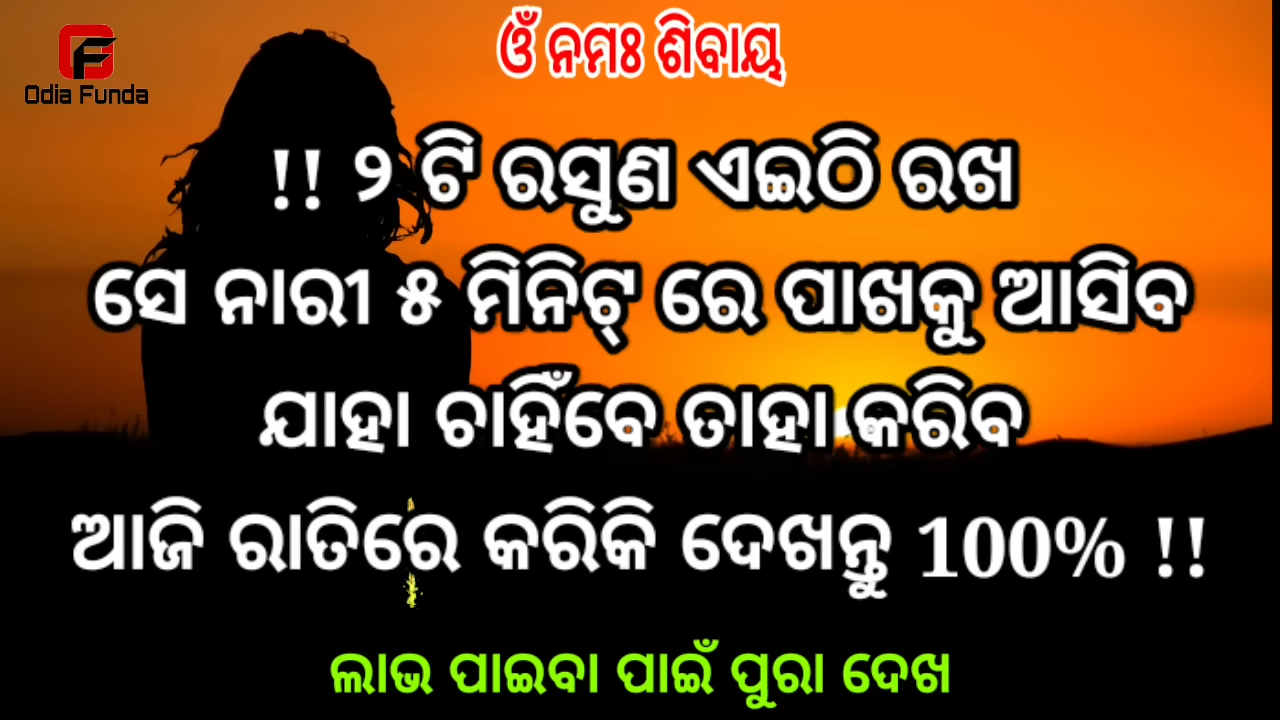 ଓଁ ନମଃ ଶିବାୟ
Odia Funda
!! ୨ ଟି ରସୁଣ ଏଇଠି ରଖ
ସେ ନାରୀ ୫ ମିନିଟ୍ ରେ ପାଖକୁ ଆସିବ
ଯାହା ଚାହିଁବେ ତାହା କରିବ
ଆଜି ରାତିରେ କରିକି ଦେଖନ୍ତୁ 100% !!
ଲାଭ ପାଇବା ପାଇଁ ପୁରା ଦେଖ